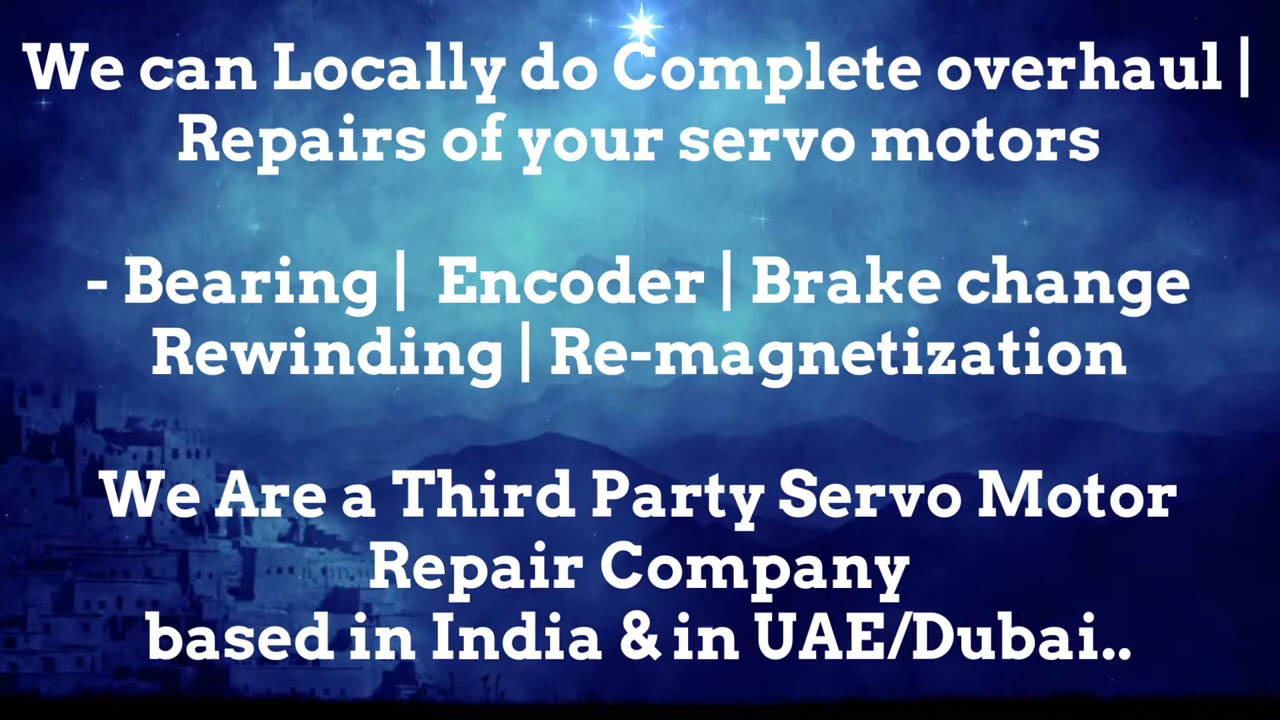 We can Locally do Complete overhaul |
Repairs of your servo motors
- Bearing | Encoder | Brake change
Rewinding | Re-magnetization
We Are a Third Party Servo Motor
Repair Company
based in India & in UAE/Dubai..